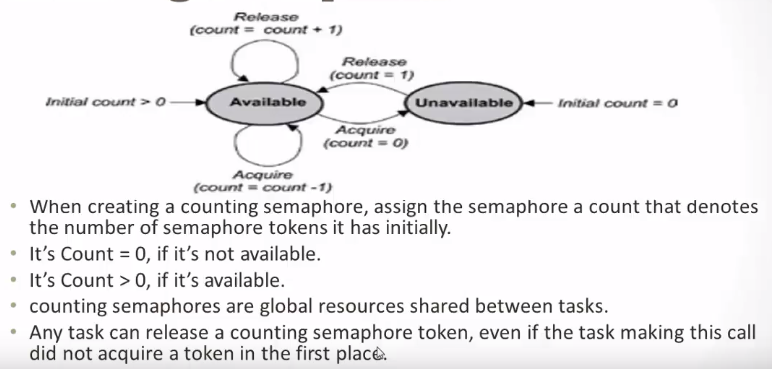 Release
(count = count + 1)
Release
(count = 1)
Initial count > 0
Available
Unavailable
Initial count = 0
Acquire
(count = 0)
Acquire
(count = count -1)
• When creating a counting semaphore, assign the semaphore a count that denotes
the number of semaphore tokens it has initially.
• It's Count = 0, if it's not available.
• It's Count > 0, if it's available.
• counting semaphores are global resources shared between tasks.
• Any task can release a counting semaphore token, even if the task making this call
did not acquire a token in the first place.